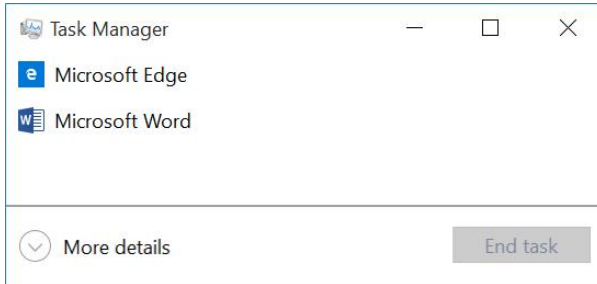 Task Manager
Microsoft Edge
Microsoft Word
More details
End task